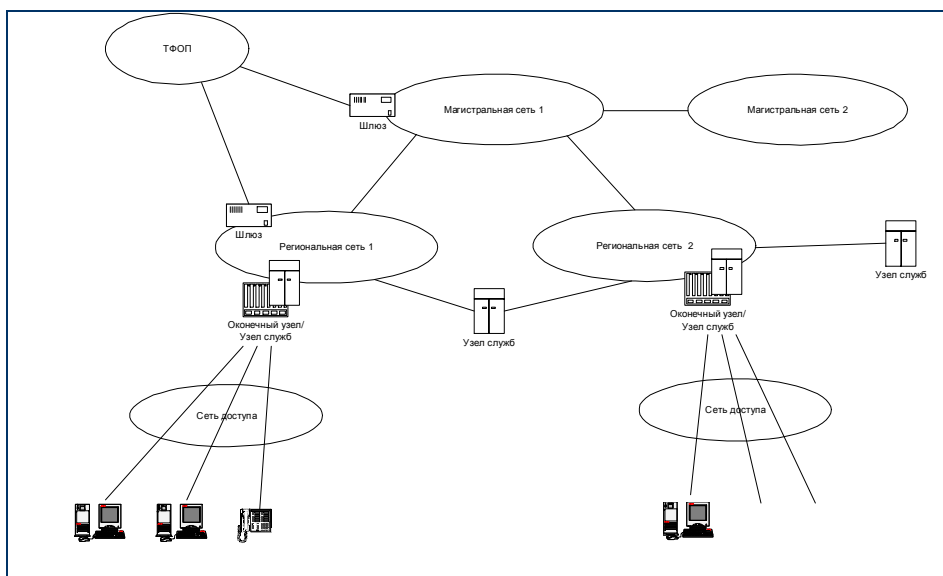 ТФОП
Магистральная сеть 1
Магистральная сеть 2
Шлюз
Шлюз
Региональная сеть 1
Региональная сеть 2
Узел служб
Оконечный узел/
Узел служб
Узел служб
Оконечный узел/
Узел служб
Сеть доступа
Сеть доступа